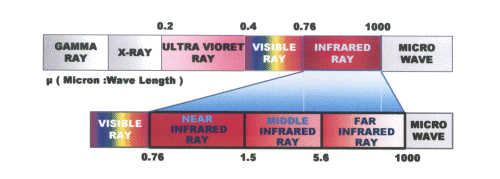 0.2 0.4 0.76 1000
GAMMA RAY X-RAY ULTRA VIORET RAY VISIBLE RAY INFRARED RAY MICRO WAVE
μ ( Micron :Wave Length )
VISIBLE RAY NEAR INFRARED RAY MIDDLE INFRARED RAY FAR INFRARED RAY MICRO WAVE
0.76 1.5 5.6 1000